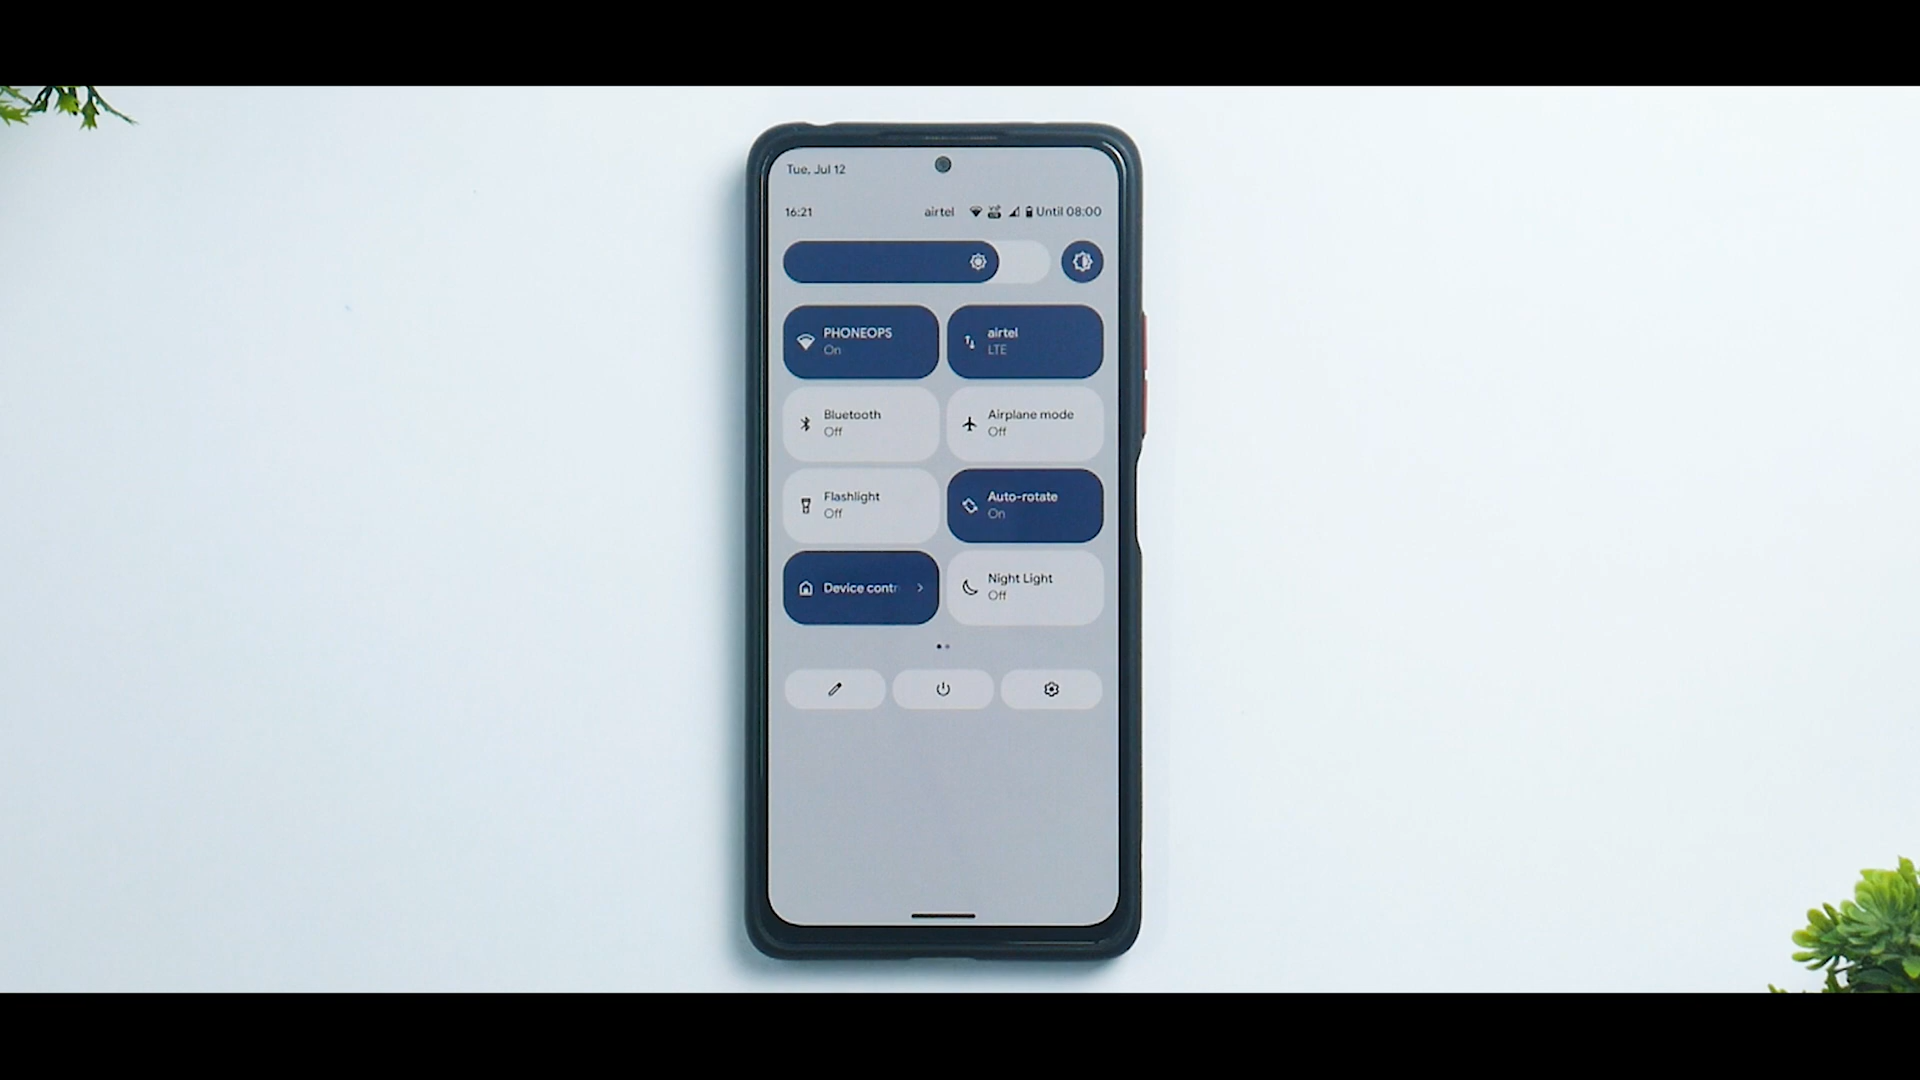 Tue, Jul 12
16:21 airtel Until 08:00
PHONEOPS
On
airtel
LTE
Bluetooth
Off
Airplane mode
Off
Flashlight
Off
Auto-rotate
On
Device contr
Night Light
Off